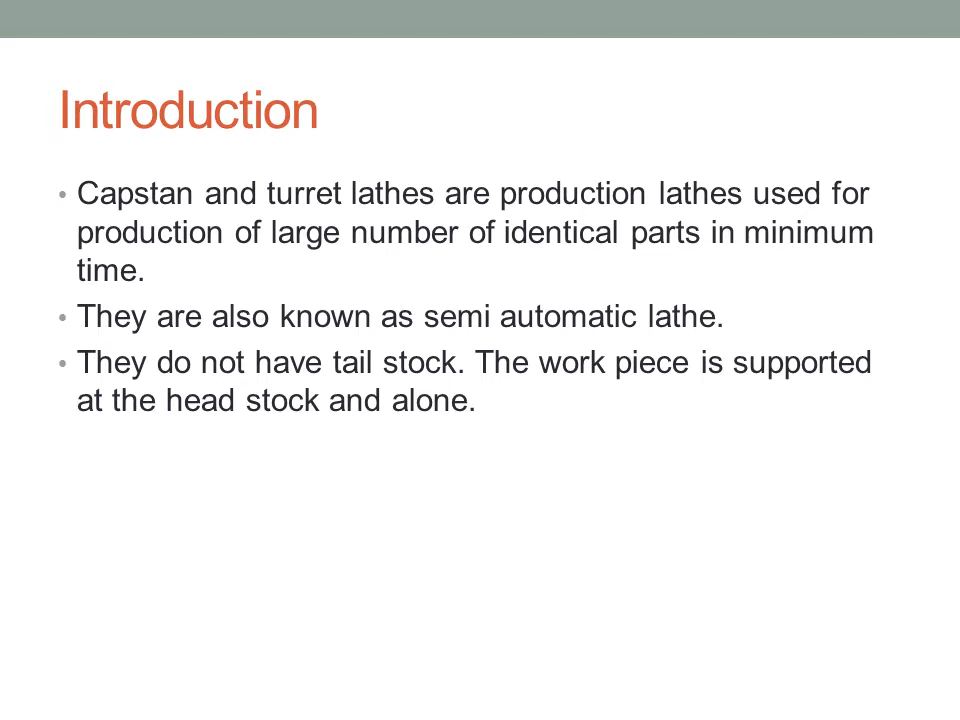 Introduction
• Capstan and turret lathes are production lathes used for
production of large number of identical parts in minimum
time.
• They are also known as semi automatic lathe.
• They do not have tail stock. The work piece is supported
at the head stock and alone.